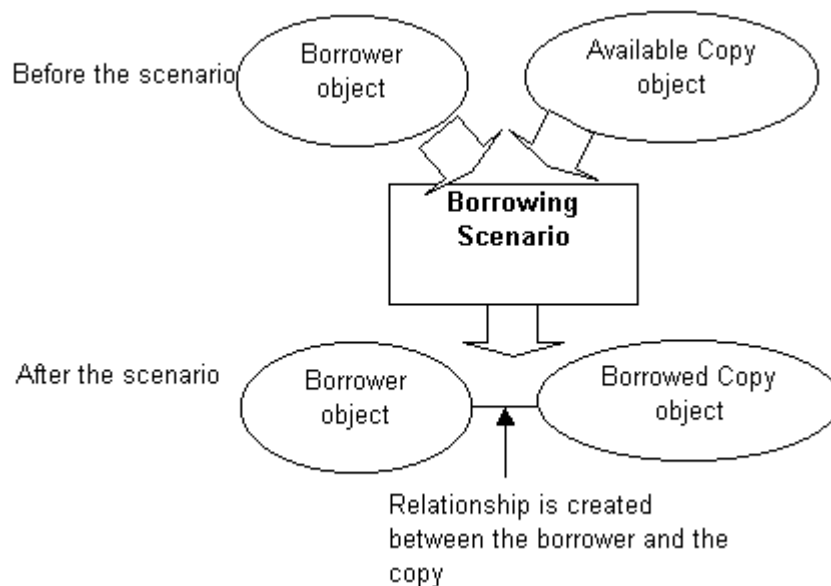 Before the scenario
Borrower
object
Available Copy
object
Borrowing
Scenario
After the scenario
Borrower
object
Borrowed Copy
object
Relationship is created
between the borrower and the
copy